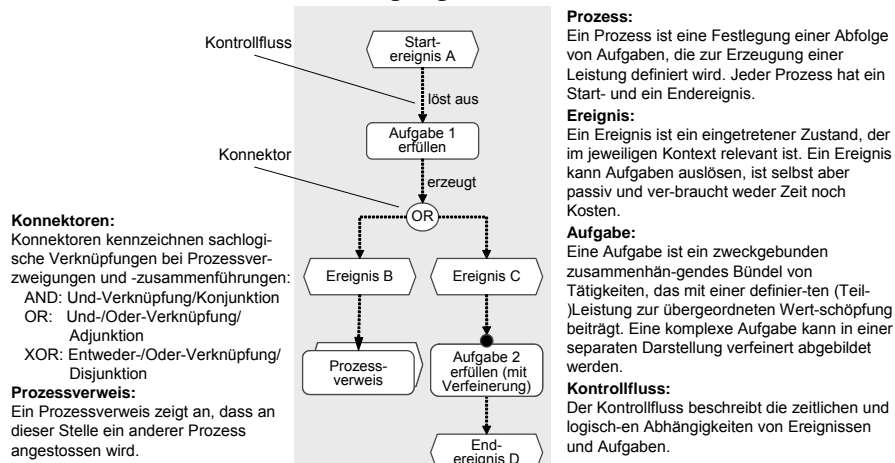 Kontrollfluss
Konnektor
Konnektoren:
Konnektoren kennzeichnen sachlogi-
sche Verknüpfungen bei Prozessver-
zweigungen und -zusammenführungen:
AND: Und-Verknüpfung/Konjunktion
OR: Und-/Oder-Verknüpfung/
Adjunktion
XOR: Entweder-/Oder-Verknüpfung/
Disjunktion
Prozessverweis:
Ein Prozessverweis zeigt an, dass an
dieser Stelle ein anderer Prozess
angestossen wird.
Start-
ereignis A
löst aus
Aufgabe 1
erfüllen
erzeugt
OR
Ereignis B
Ereignis C
Prozess-
verweis
Aufgabe 2
erfüllen (mit
Verfeinerung)
End-
ereignis D
Prozess:
Ein Prozess ist eine Festlegung einer Abfolge
von Aufgaben, die zur Erzeugung einer
Leistung definiert wird. Jeder Prozess hat ein
Start- und ein Endereignis.
Ereignis:
Ein Ereignis ist ein eingetretener Zustand, der
im jeweiligen Kontext relevant ist. Ein Ereignis
kann Aufgaben auslösen, ist selbst aber
passiv und ver-braucht weder Zeit noch
Kosten.
Aufgabe:
Eine Aufgabe ist ein zweckgebunden
zusammenhän-gendes Bündel von
Tätigkeiten, das mit einer definier-ten (Teil-
)Leistung zur übergeordneten Wert-schöpfung
beiträgt. Eine komplexe Aufgabe kann in einer
separaten Darstellung verfeinert abgebildet
werden.
Kontrollfluss:
Der Kontrollfluss beschreibt die zeitlichen und
logisch-en Abhängigkeiten von Ereignissen
und Aufgaben.